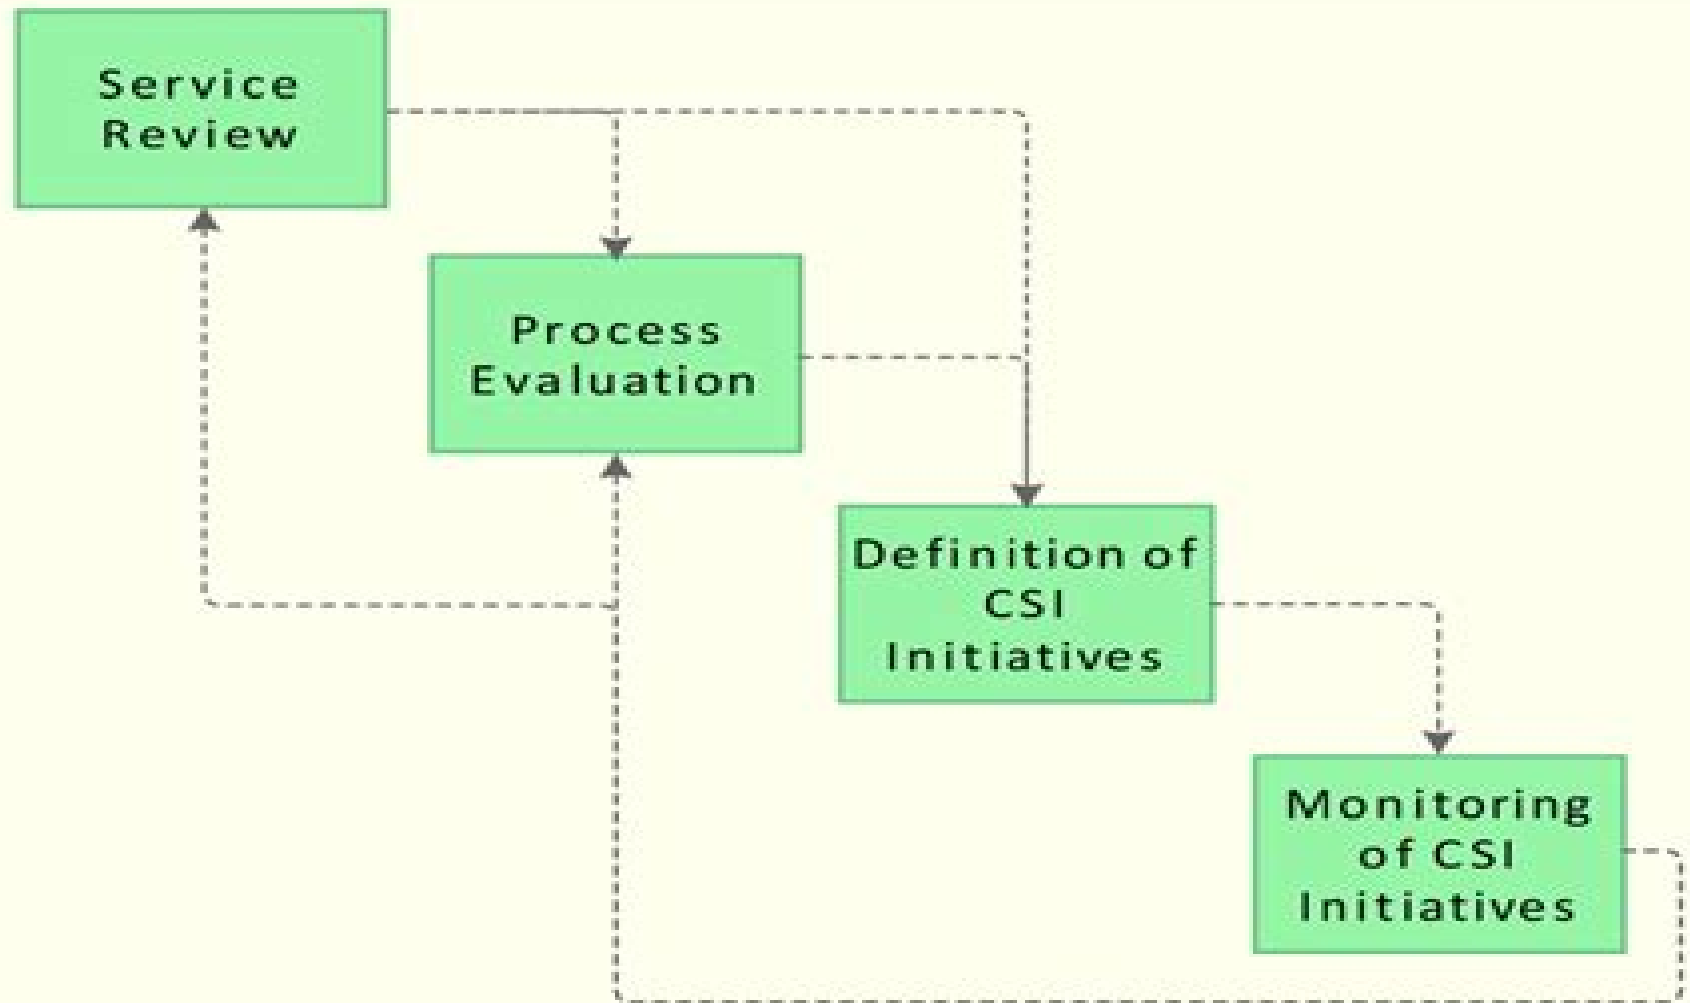 Service
Review
Process
Evaluation
Definition of
CSI
Initiatives
Monitoring
of CSI
Initiatives